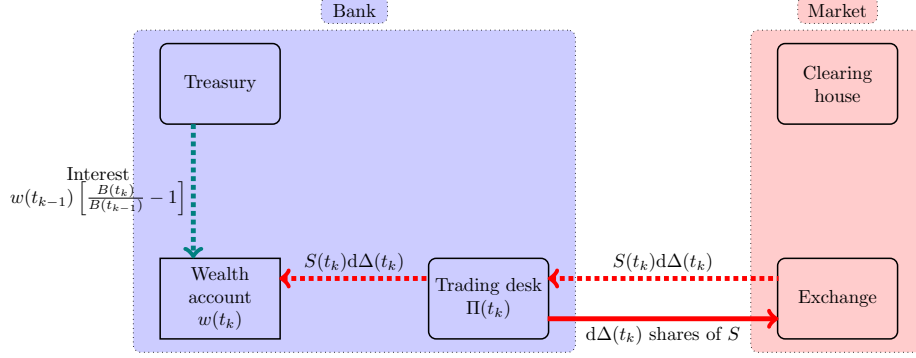 Bank
Market
Treasury
Clearing
house
Interest
w(t_{k−1}) [ B(t_k) / B(t_{k−1}) − 1 ]
S(t_k)dΔ(t_k)
S(t_k)dΔ(t_k)
Wealth
account
w(t_k)
Trading desk
Π(t_k)
Exchange
dΔ(t_k) shares of S